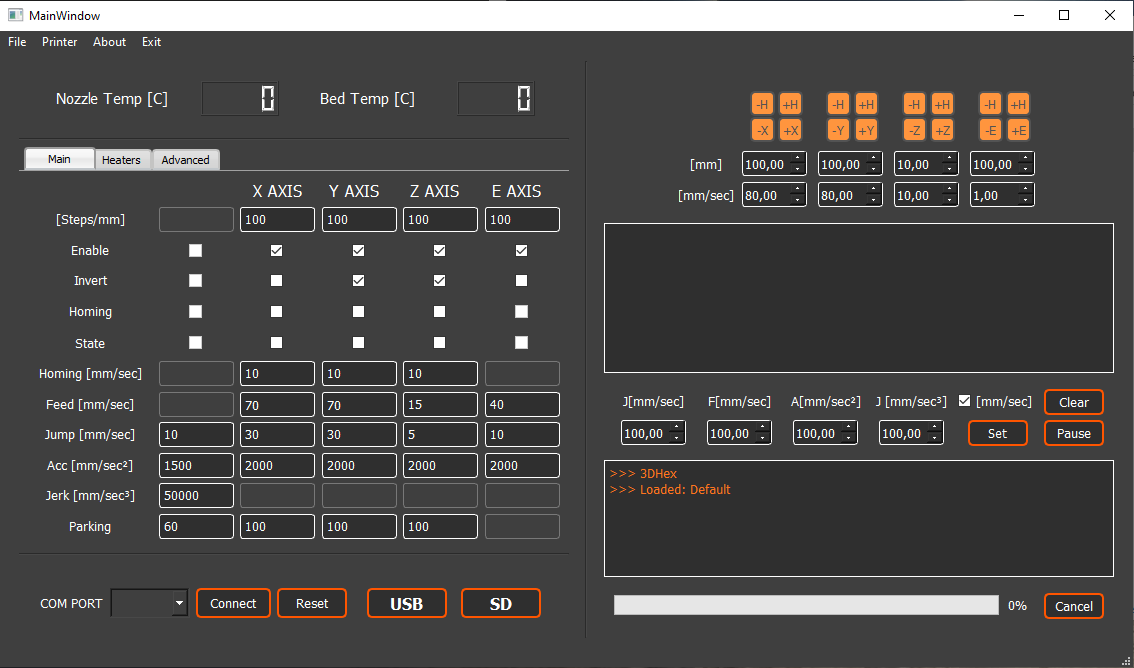 MainWindow
File Printer About Exit
Nozzle Temp [C] 0 Bed Temp [C] 0
Main Heaters Advanced
X AXIS Y AXIS Z AXIS E AXIS
[Steps/mm] 100 100 100 100
Enable
Invert
Homing
State
Homing [mm/sec] 10 10 10
Feed [mm/sec] 70 70 15 40
Jump [mm/sec] 10 30 30 5 10
Acc [mm/sec²] 1500 2000 2000 2000 2000
Jerk [mm/sec³] 50000
Parking 60 100 100 100
COM PORT Connect Reset USB SD
-H +H -H +H -H +H -H +H
-X +X -Y +Y -Z +Z -E +E
[mm] 100,00 100,00 10,00 100,00
[mm/sec] 80,00 80,00 10,00 1,00
J[mm/sec] F[mm/sec] A[mm/sec²] J [mm/sec³] [mm/sec] Clear
100,00 100,00 100,00 100,00 Set Pause
>>> 3DHex
>>> Loaded: Default
0% Cancel